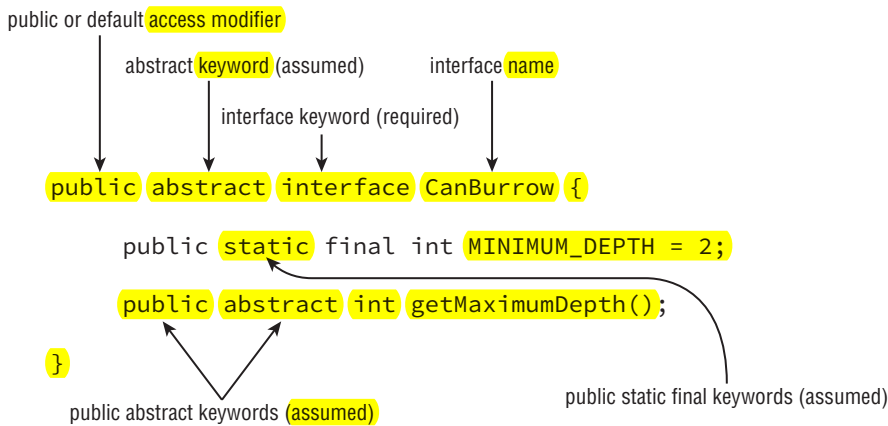 public or default access modifier
abstract keyword (assumed)
interface name
interface keyword (required)
public abstract interface CanBurrow {
public static final int MINIMUM_DEPTH = 2;
public abstract int getMaximumDepth();
}
public abstract keywords (assumed)
public static final keywords (assumed)